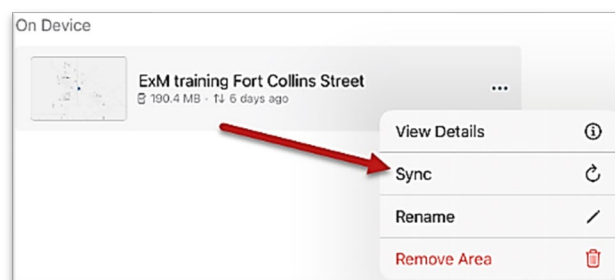 On Device
ExM training Fort Collins Street
190.4 MB · ↑↓ 6 days ago
View Details
Sync
Rename
Remove Area